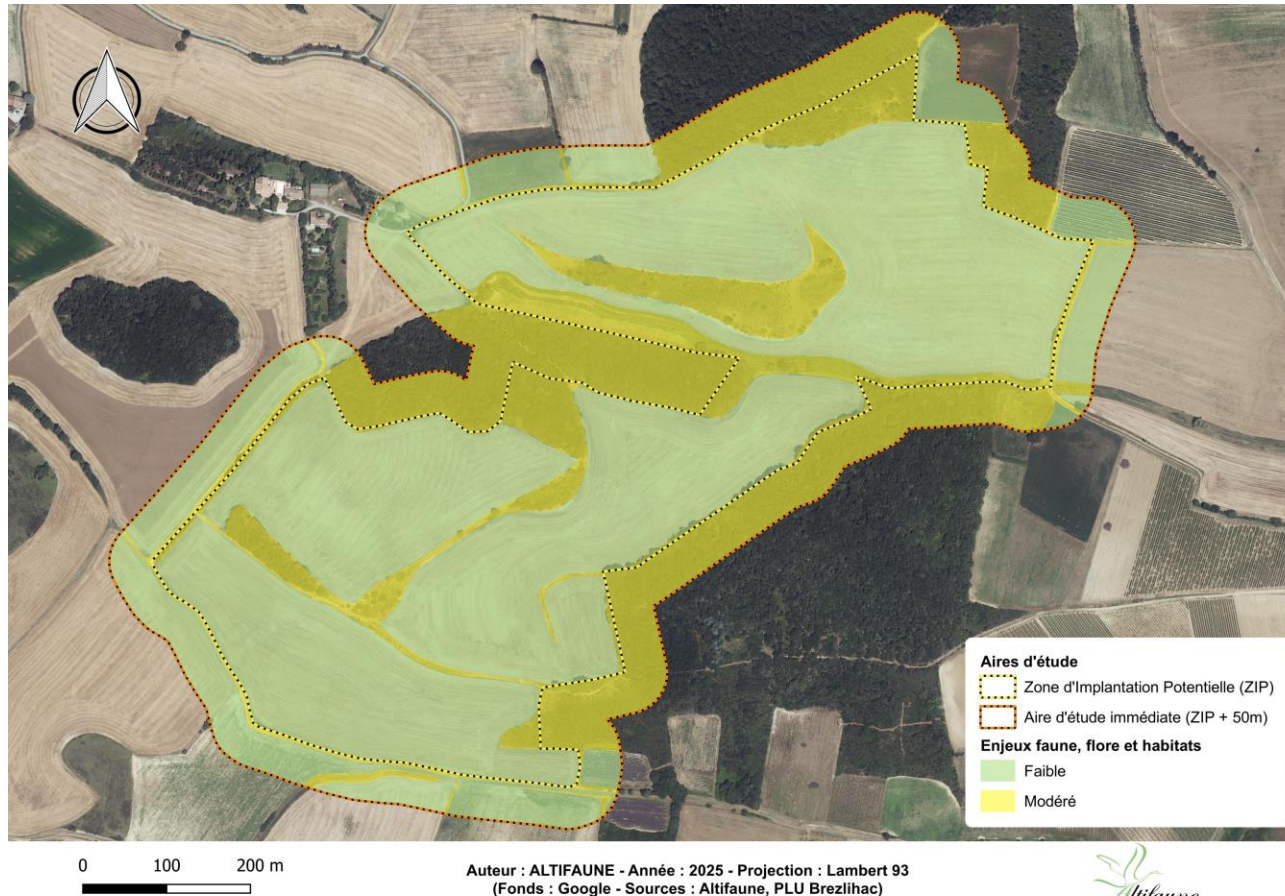 Aires d'étude
Zone d'Implantation Potentielle (ZIP)
Aire d'étude immédiate (ZIP + 50m)
Enjeux faune, flore et habitats
Faible
Modéré
0 100 200 m
Auteur : ALTIFAUNE - Année : 2025 - Projection : Lambert 93
(Fonds : Google - Sources : Altifaune, PLU Brezlihac)
Altifaune